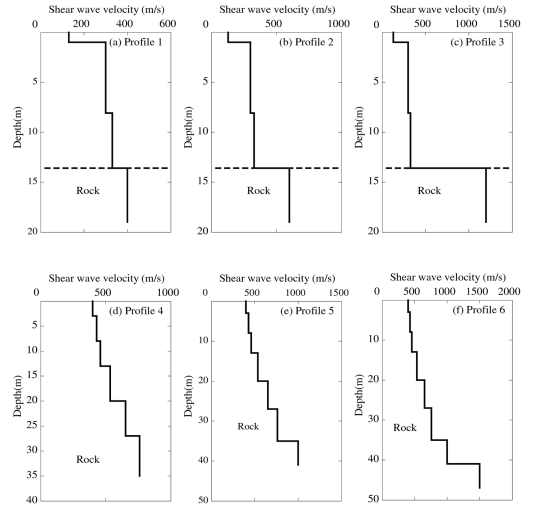 Shear wave velocity (m/s)
0 200 400 600
(a) Profile 1
5
10
15
20
Depth(m)
Rock
Shear wave velocity (m/s)
0 200 400 600 800 1000
(b) Profile 2
5
10
15
20
Depth(m)
Rock
Shear wave velocity (m/s)
0 500 1000 1500
(c) Profile 3
5
10
15
20
Depth(m)
Rock
Shear wave velocity (m/s)
0 500 1000
(d) Profile 4
5
10
15
20
25
30
35
40
Depth(m)
Rock
Shear wave velocity (m/s)
0 500 1000 1500
(e) Profile 5
10
20
30
40
50
Depth(m)
Rock
Shear wave velocity (m/s)
0 500 1000 1500 2000
(f) Profile 6
10
20
30
40
50
Depth(m)
Rock